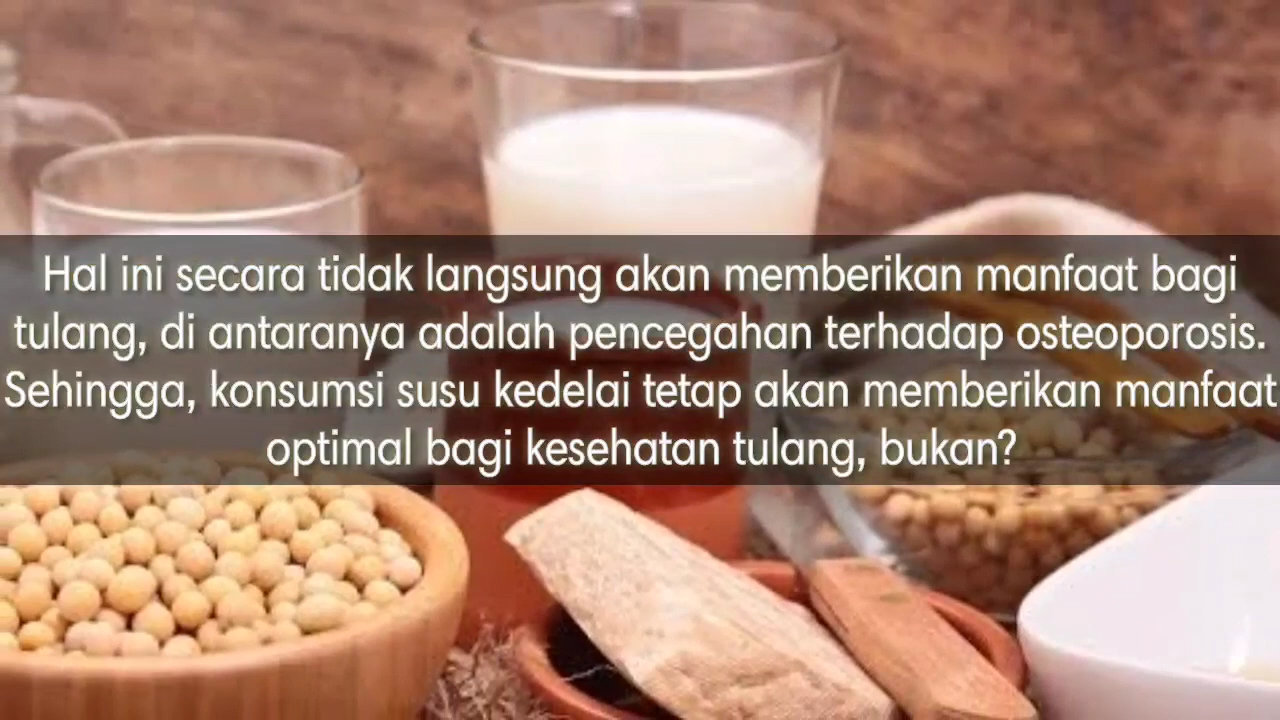 Hal ini secara tidak langsung akan memberikan manfaat bagi
tulang, di antaranya adalah pencegahan terhadap osteoporosis.
Sehingga, konsumsi susu kedelai tetap akan memberikan manfaat
optimal bagi kesehatan tulang, bukan?